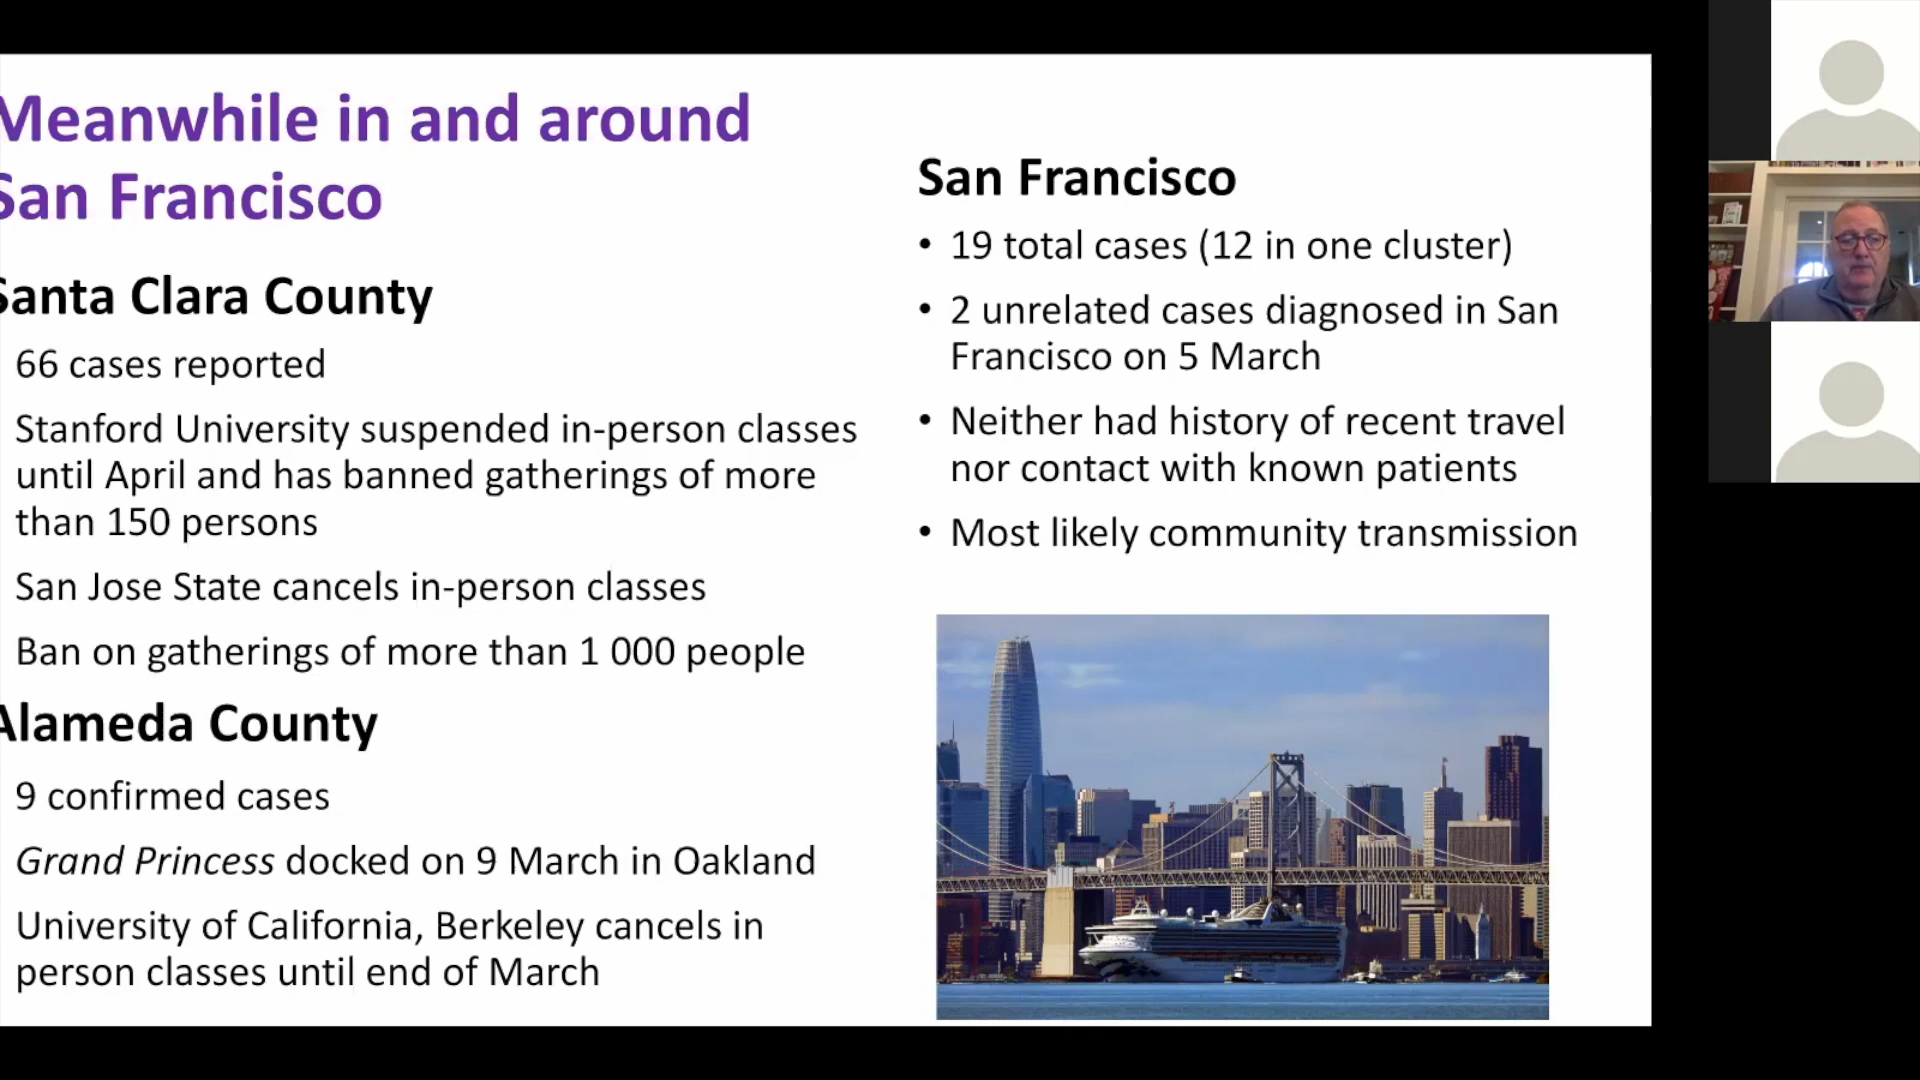 Meanwhile in and around
San Francisco
Santa Clara County
66 cases reported
Stanford University suspended in-person classes
until April and has banned gatherings of more
than 150 persons
San Jose State cancels in-person classes
Ban on gatherings of more than 1 000 people
Alameda County
9 confirmed cases
Grand Princess docked on 9 March in Oakland
University of California, Berkeley cancels in
person classes until end of March
San Francisco
• 19 total cases (12 in one cluster)
• 2 unrelated cases diagnosed in San
Francisco on 5 March
• Neither had history of recent travel
nor contact with known patients
• Most likely community transmission